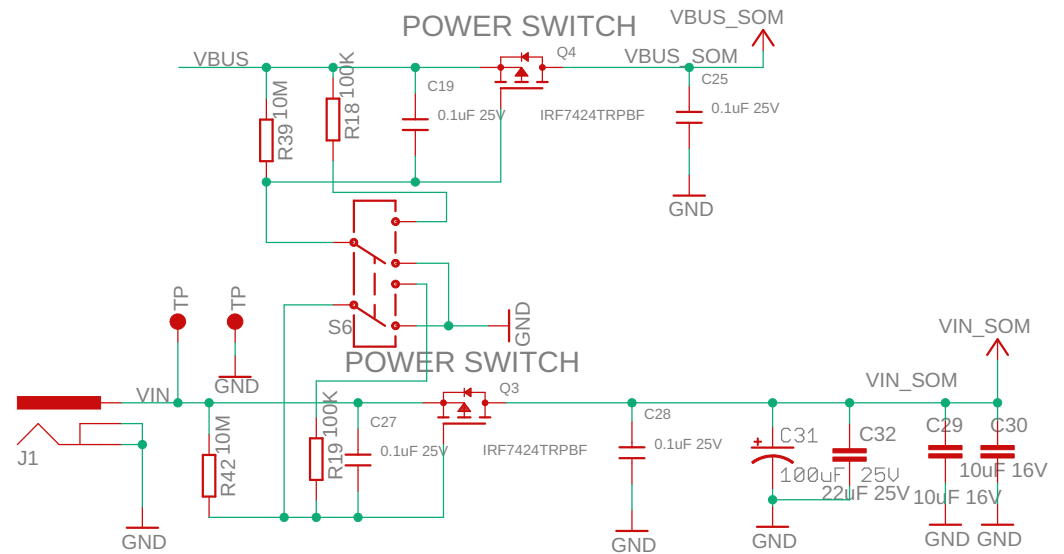 POWER SWITCH
VBUS_SOM
VBUS
Q4
VBUS_SOM
R39 10M
R18 100K
C19
0.1uF 25V
IRF7424TRPBF
C25
0.1uF 25V
GND
S6
GND
TP
TP
GND
POWER SWITCH
VIN_SOM
VIN
Q3
VIN_SOM
J1
GND
R42 10M
R19 100K
C27
0.1uF 25V
IRF7424TRPBF
C28
0.1uF 25V
GND
C31
100uF 25V
GND
C32
22uF 25V
C29
10uF 16V
GND
C30
10uF 16V
GND